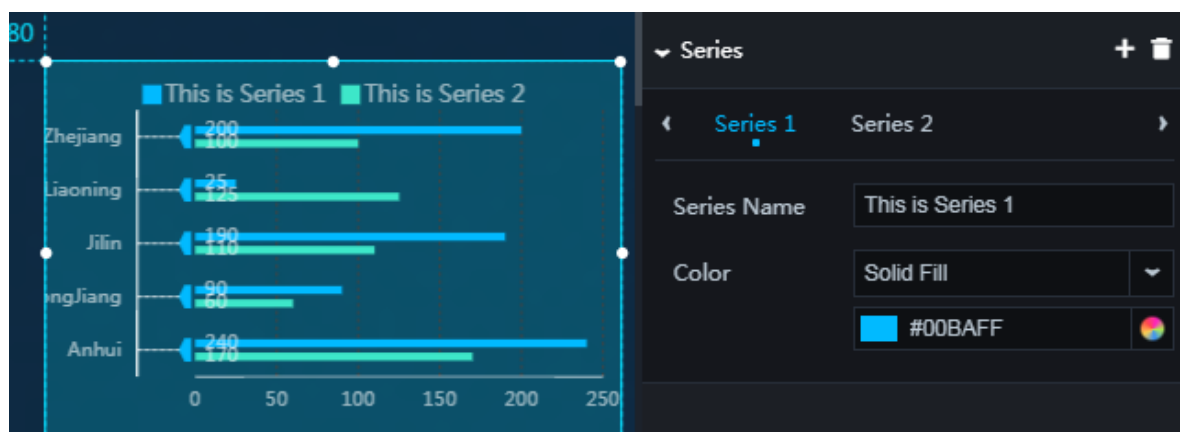 80
This is Series 1 This is Series 2
Zhejiang
200
100
Liaoning
25
125
Jilin
190
110
ongJiang
90
60
Anhui
240
170
0 50 100 150 200 250
Series
Series 1 Series 2
Series Name This is Series 1
Color Solid Fill
#00BAFF